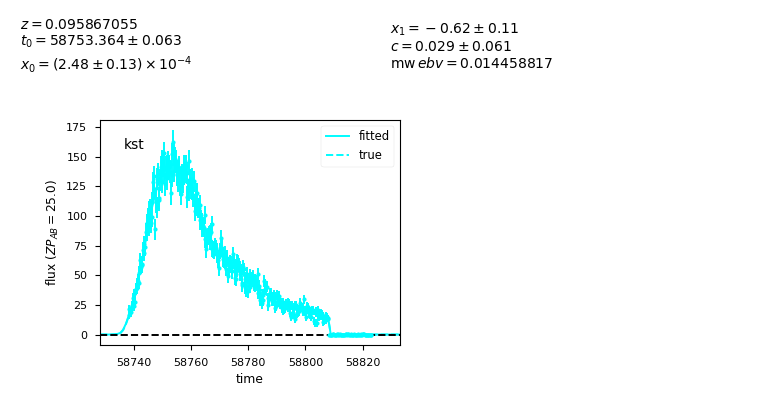 z = 0.095867055
t₀ = 58753.364 ± 0.063
x₀ = (2.48 ± 0.13) × 10⁻⁴
x₁ = − 0.62 ± 0.11
c = 0.029 ± 0.061
mw ebv = 0.014458817
kst
fitted
true
175
150
125
100
75
50
25
0
flux (ZP_AB = 25.0)
58740 58760 58780 58800 58820
time